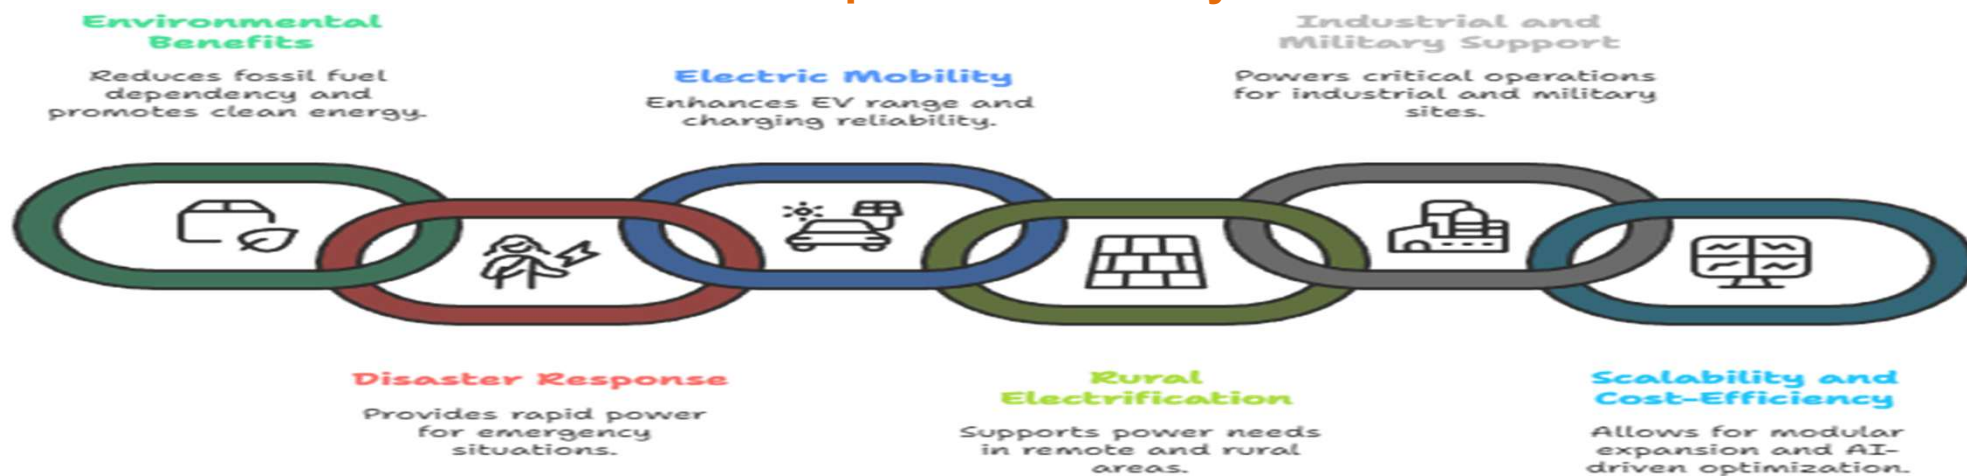 Environmental
Benefits
Reduces fossil fuel
dependency and
promotes clean energy.
Electric Mobility
Enhances EV range and
charging reliability.
Industrial and
Military Support
Powers critical operations
for industrial and military
sites.
Disaster Response
Provides rapid power
for emergency
situations.
Rural
Electrification
Supports power needs
in remote and rural
areas.
Scalability and
Cost-Efficiency
Allows for modular
expansion and AI-
driven optimization.